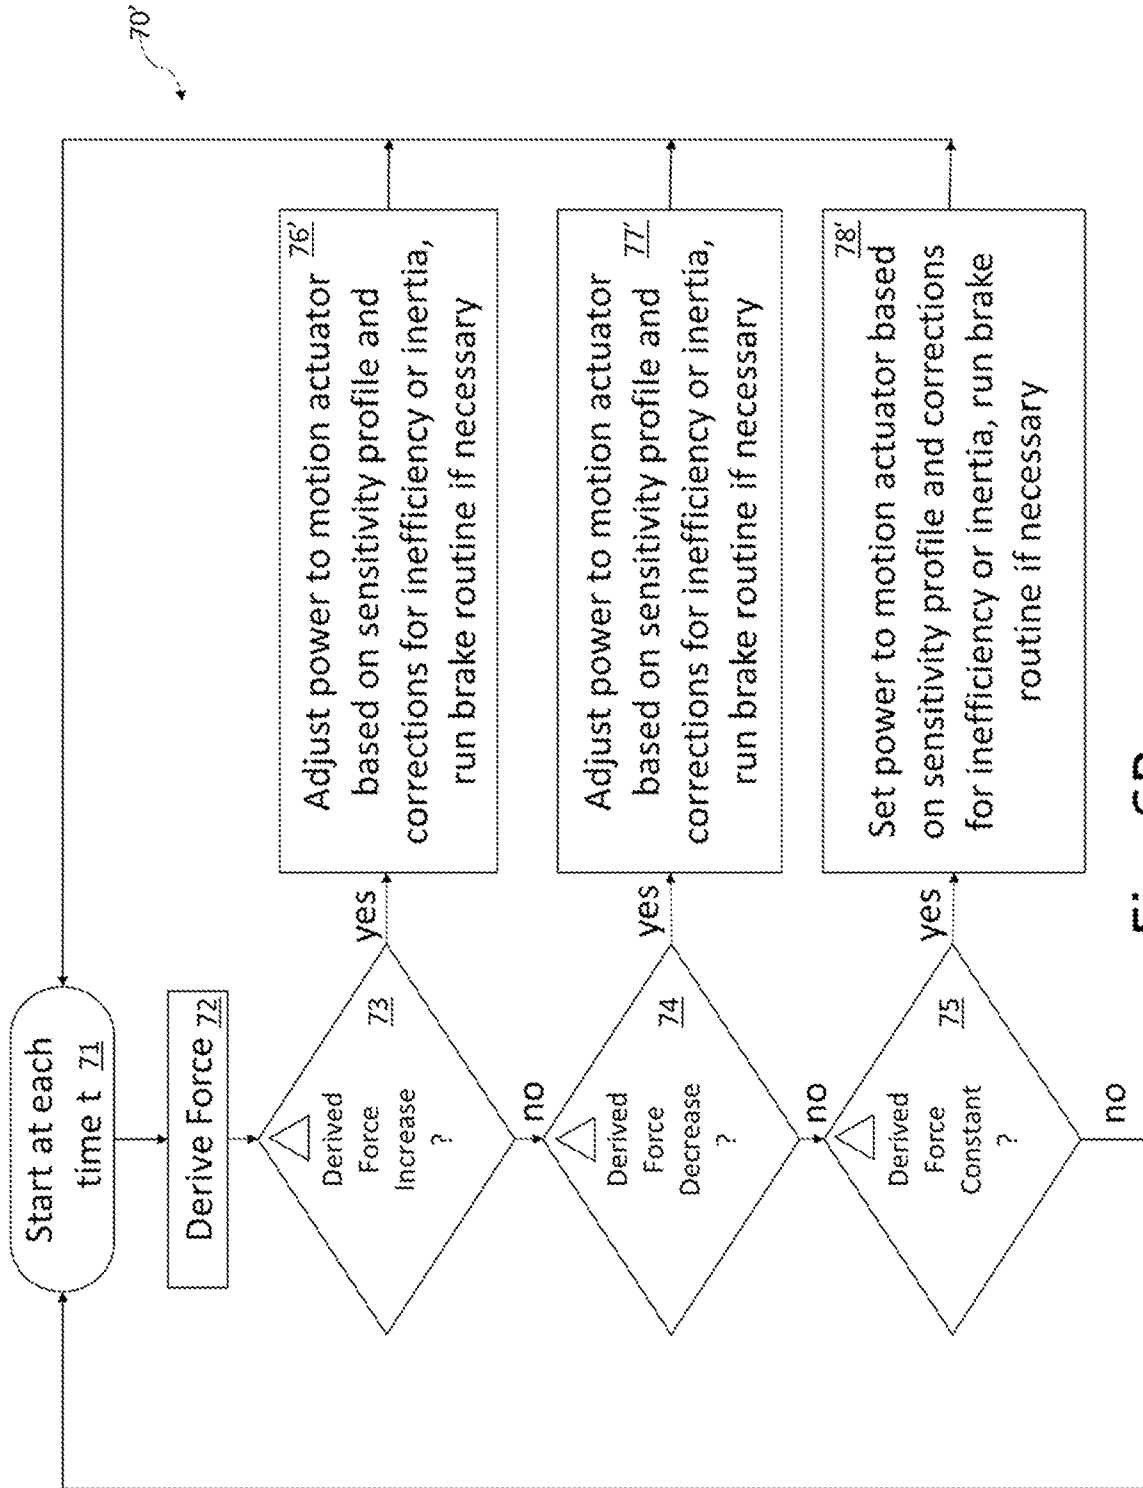 70'
Start at each
time t 71
Derive Force 72
△
Derived
Force
Increase
?
73
yes
Adjust power to motion actuator
based on sensitivity profile and
corrections for inefficiency or inertia,
run brake routine if necessary
76'
no
△
Derived
Force
Decrease
?
74
yes
Adjust power to motion actuator
based on sensitivity profile and
corrections for inefficiency or inertia,
run brake routine if necessary
77'
no
△
Derived
Force
Constant
?
75
yes
Set power to motion actuator based
on sensitivity profile and corrections
for inefficiency or inertia, run brake
routine if necessary
78'
no